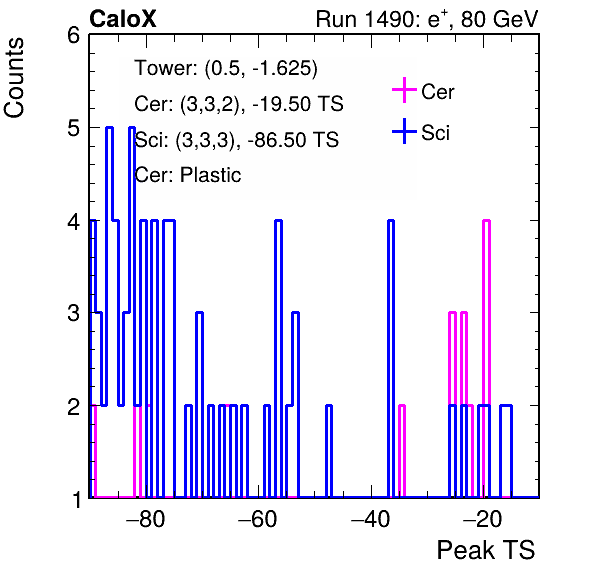 CaloX Run 1490: e+, 80 GeV
Counts
6
Tower: (0.5, -1.625)
Cer: (3,3,2), -19.50 TS
Sci: (3,3,3), -86.50 TS
Cer: Plastic
Cer
Sci
5
4
3
2
1
−80 −60 −40 −20
Peak TS